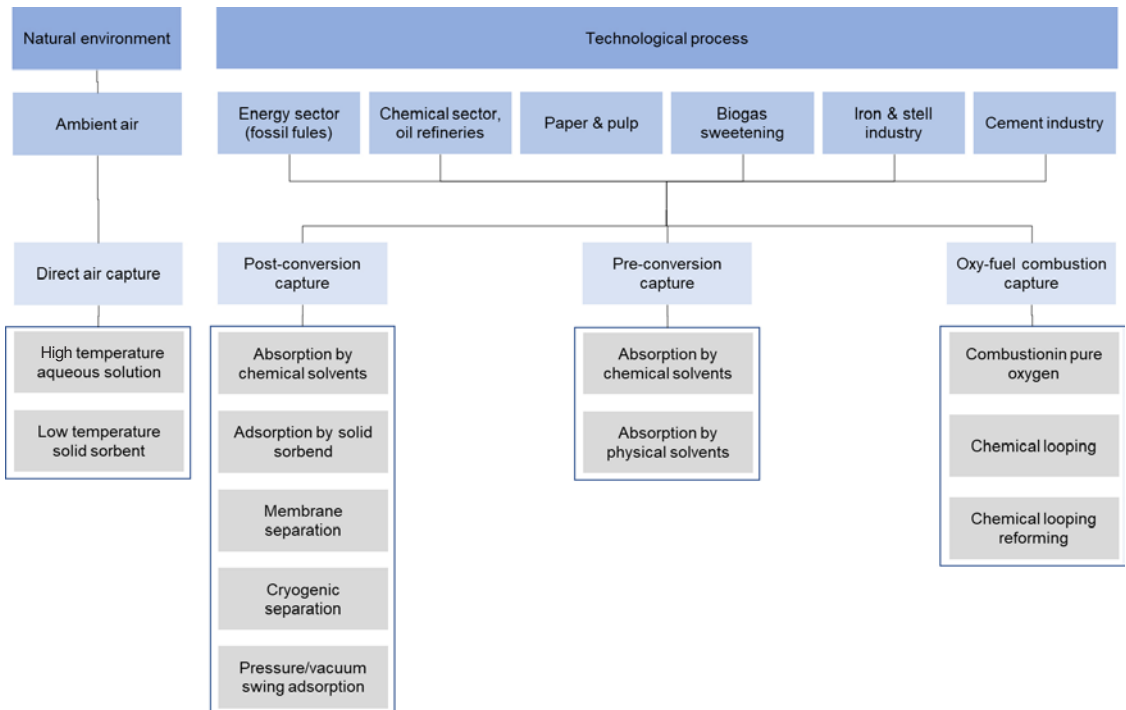 Natural environment
Technological process
Ambient air
Energy sector
(fossil fules)
Chemical sector,
oil refineries
Paper & pulp
Biogas
sweetening
Iron & stell
industry
Cement industry
Direct air capture
Post-conversion
capture
Pre-conversion
capture
Oxy-fuel combustion
capture
High temperature
aqueous solution
Low temperature
solid sorbent
Absorption by
chemical solvents
Adsorption by solid
sorbend
Membrane
separation
Cryogenic
separation
Pressure/vacuum
swing adsorption
Absorption by
chemical solvents
Absorption by
physical solvents
Combustionin pure
oxygen
Chemical looping
Chemical looping
reforming